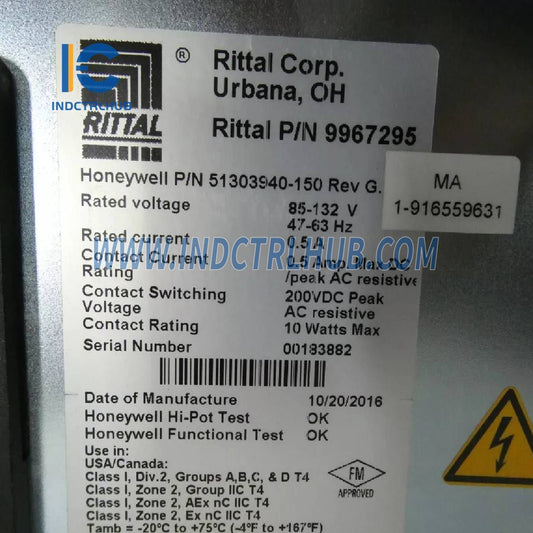 IC
INDCTRLHUB
RITTAL
®
Rittal Corp.
Urbana, OH
Rittal P/N 9967295
Honeywell P/N 51303940-150 Rev G.
MA
1-916559631
Rated voltage 85-132 V
47-63 Hz
Rated current 0.5 A
WWW.INDCTRLHUB.COM
Contact Current 0.5 Amp. Max DC
Rating /peak AC resistive
Contact Switching 200VDC Peak
Voltage AC resistive
Contact Rating 10 Watts Max
Serial Number 00183882
Date of Manufacture 10/20/2016
Honeywell Hi-Pot Test OK
Honeywell Functional Test OK
Use in:
USA/Canada:
Class I, Div.2, Groups A,B,C, & D T4
Class I, Zone 2, Group IIC T4
Class I, Zone 2, AEx nC IIC T4
Class I, Zone 2, Ex nC IIC T4
Tamb = -20°C to +75°C (-4°F to +167°F)
FM
APPROVED